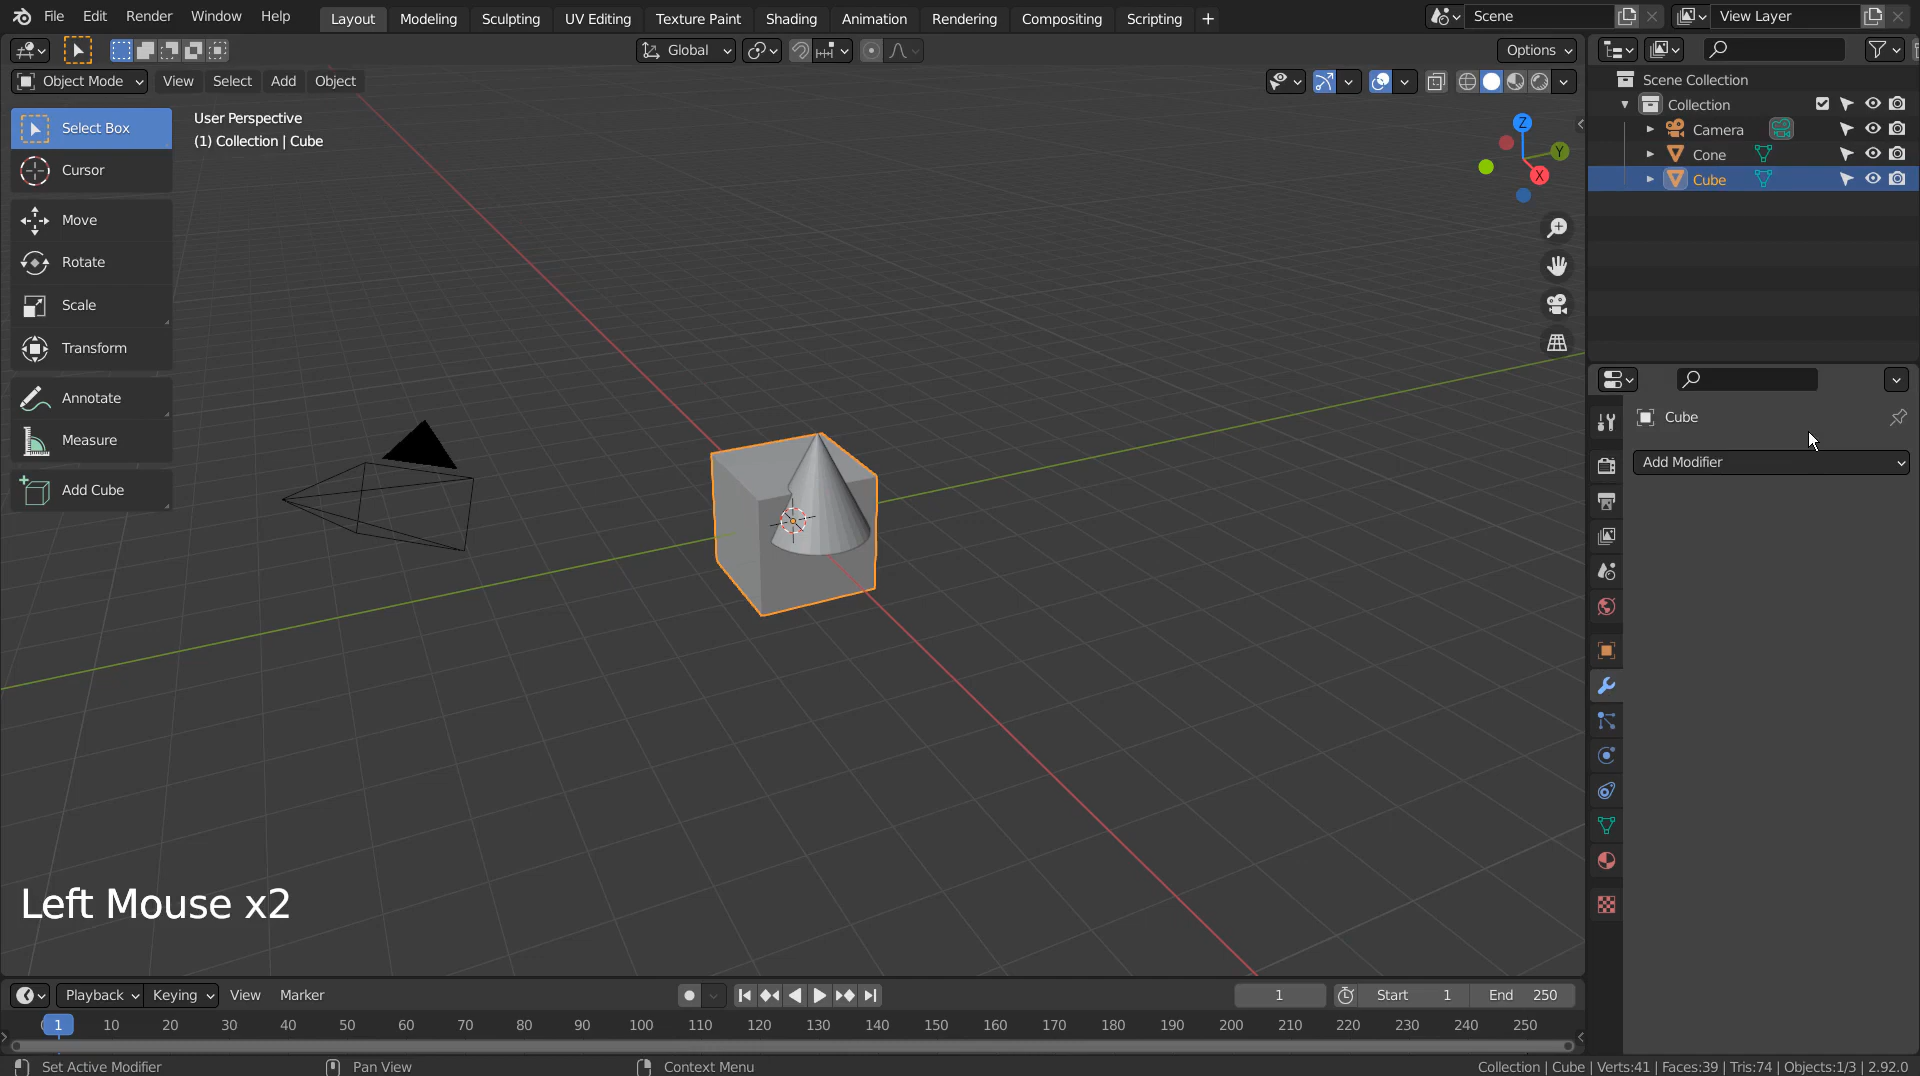 File Edit Render Window Help Layout Modeling Sculpting UV Editing Texture Paint Shading Animation Rendering Compositing Scripting + Scene View Layer
Global Options
Object Mode View Select Add Object
Select Box
Cursor
Move
Rotate
Scale
Transform
Annotate
Measure
Add Cube
User Perspective
(1) Collection | Cube
Z
Y
X
Scene Collection
Collection
Camera
Cone
Cube
Cube
Add Modifier
Left Mouse x2
Playback Keying View Marker 1 Start 1 End 250
1 10 20 30 40 50 60 70 80 90 100 110 120 130 140 150 160 170 180 190 200 210 220 230 240 250
Set Active Modifier Pan View Context Menu Collection | Cube | Verts:41 | Faces:39 | Tris:74 | Objects:1/3 | 2.92.0